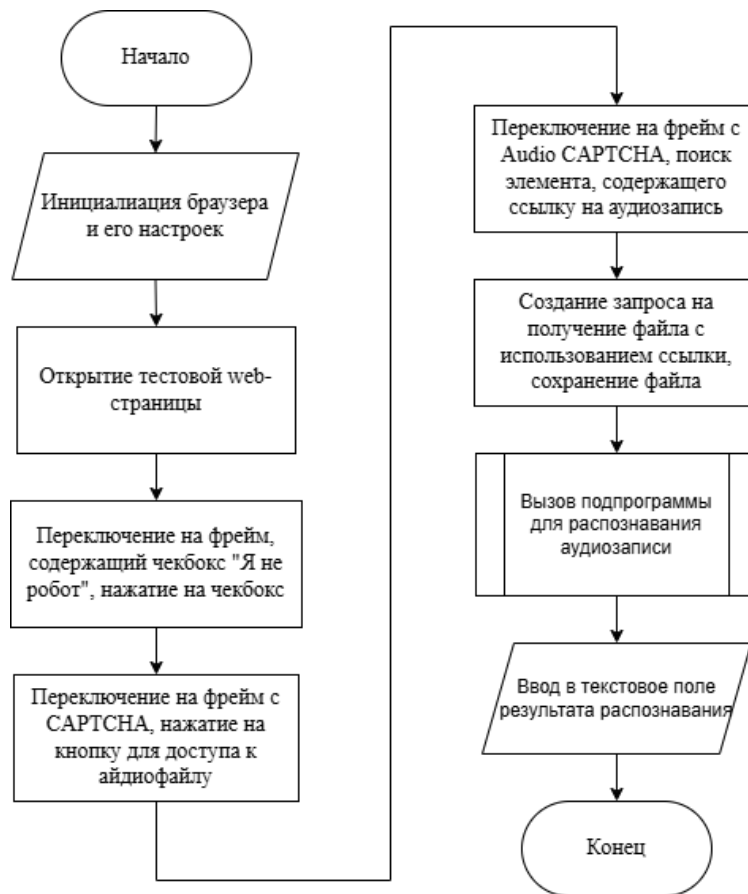 Начало
Инициалиация браузера
и его настроек
Открытие тестовой web-
страницы
Переключение на фрейм,
содержащий чекбокс "Я не
робот", нажатие на чекбокс
Переключение на фрейм с
CAPTCHA, нажатие на
кнопку для доступа к
айдиофайлу
Переключение на фрейм с
Audio CAPTCHA, поиск
элемента, содержащего
ссылку на аудиозапись
Создание запроса на
получение файла с
использованием ссылки,
сохранение файла
Вызов подпрограммы
для распознавания
аудиозаписи
Ввод в текстовое поле
результата распознавания
Конец